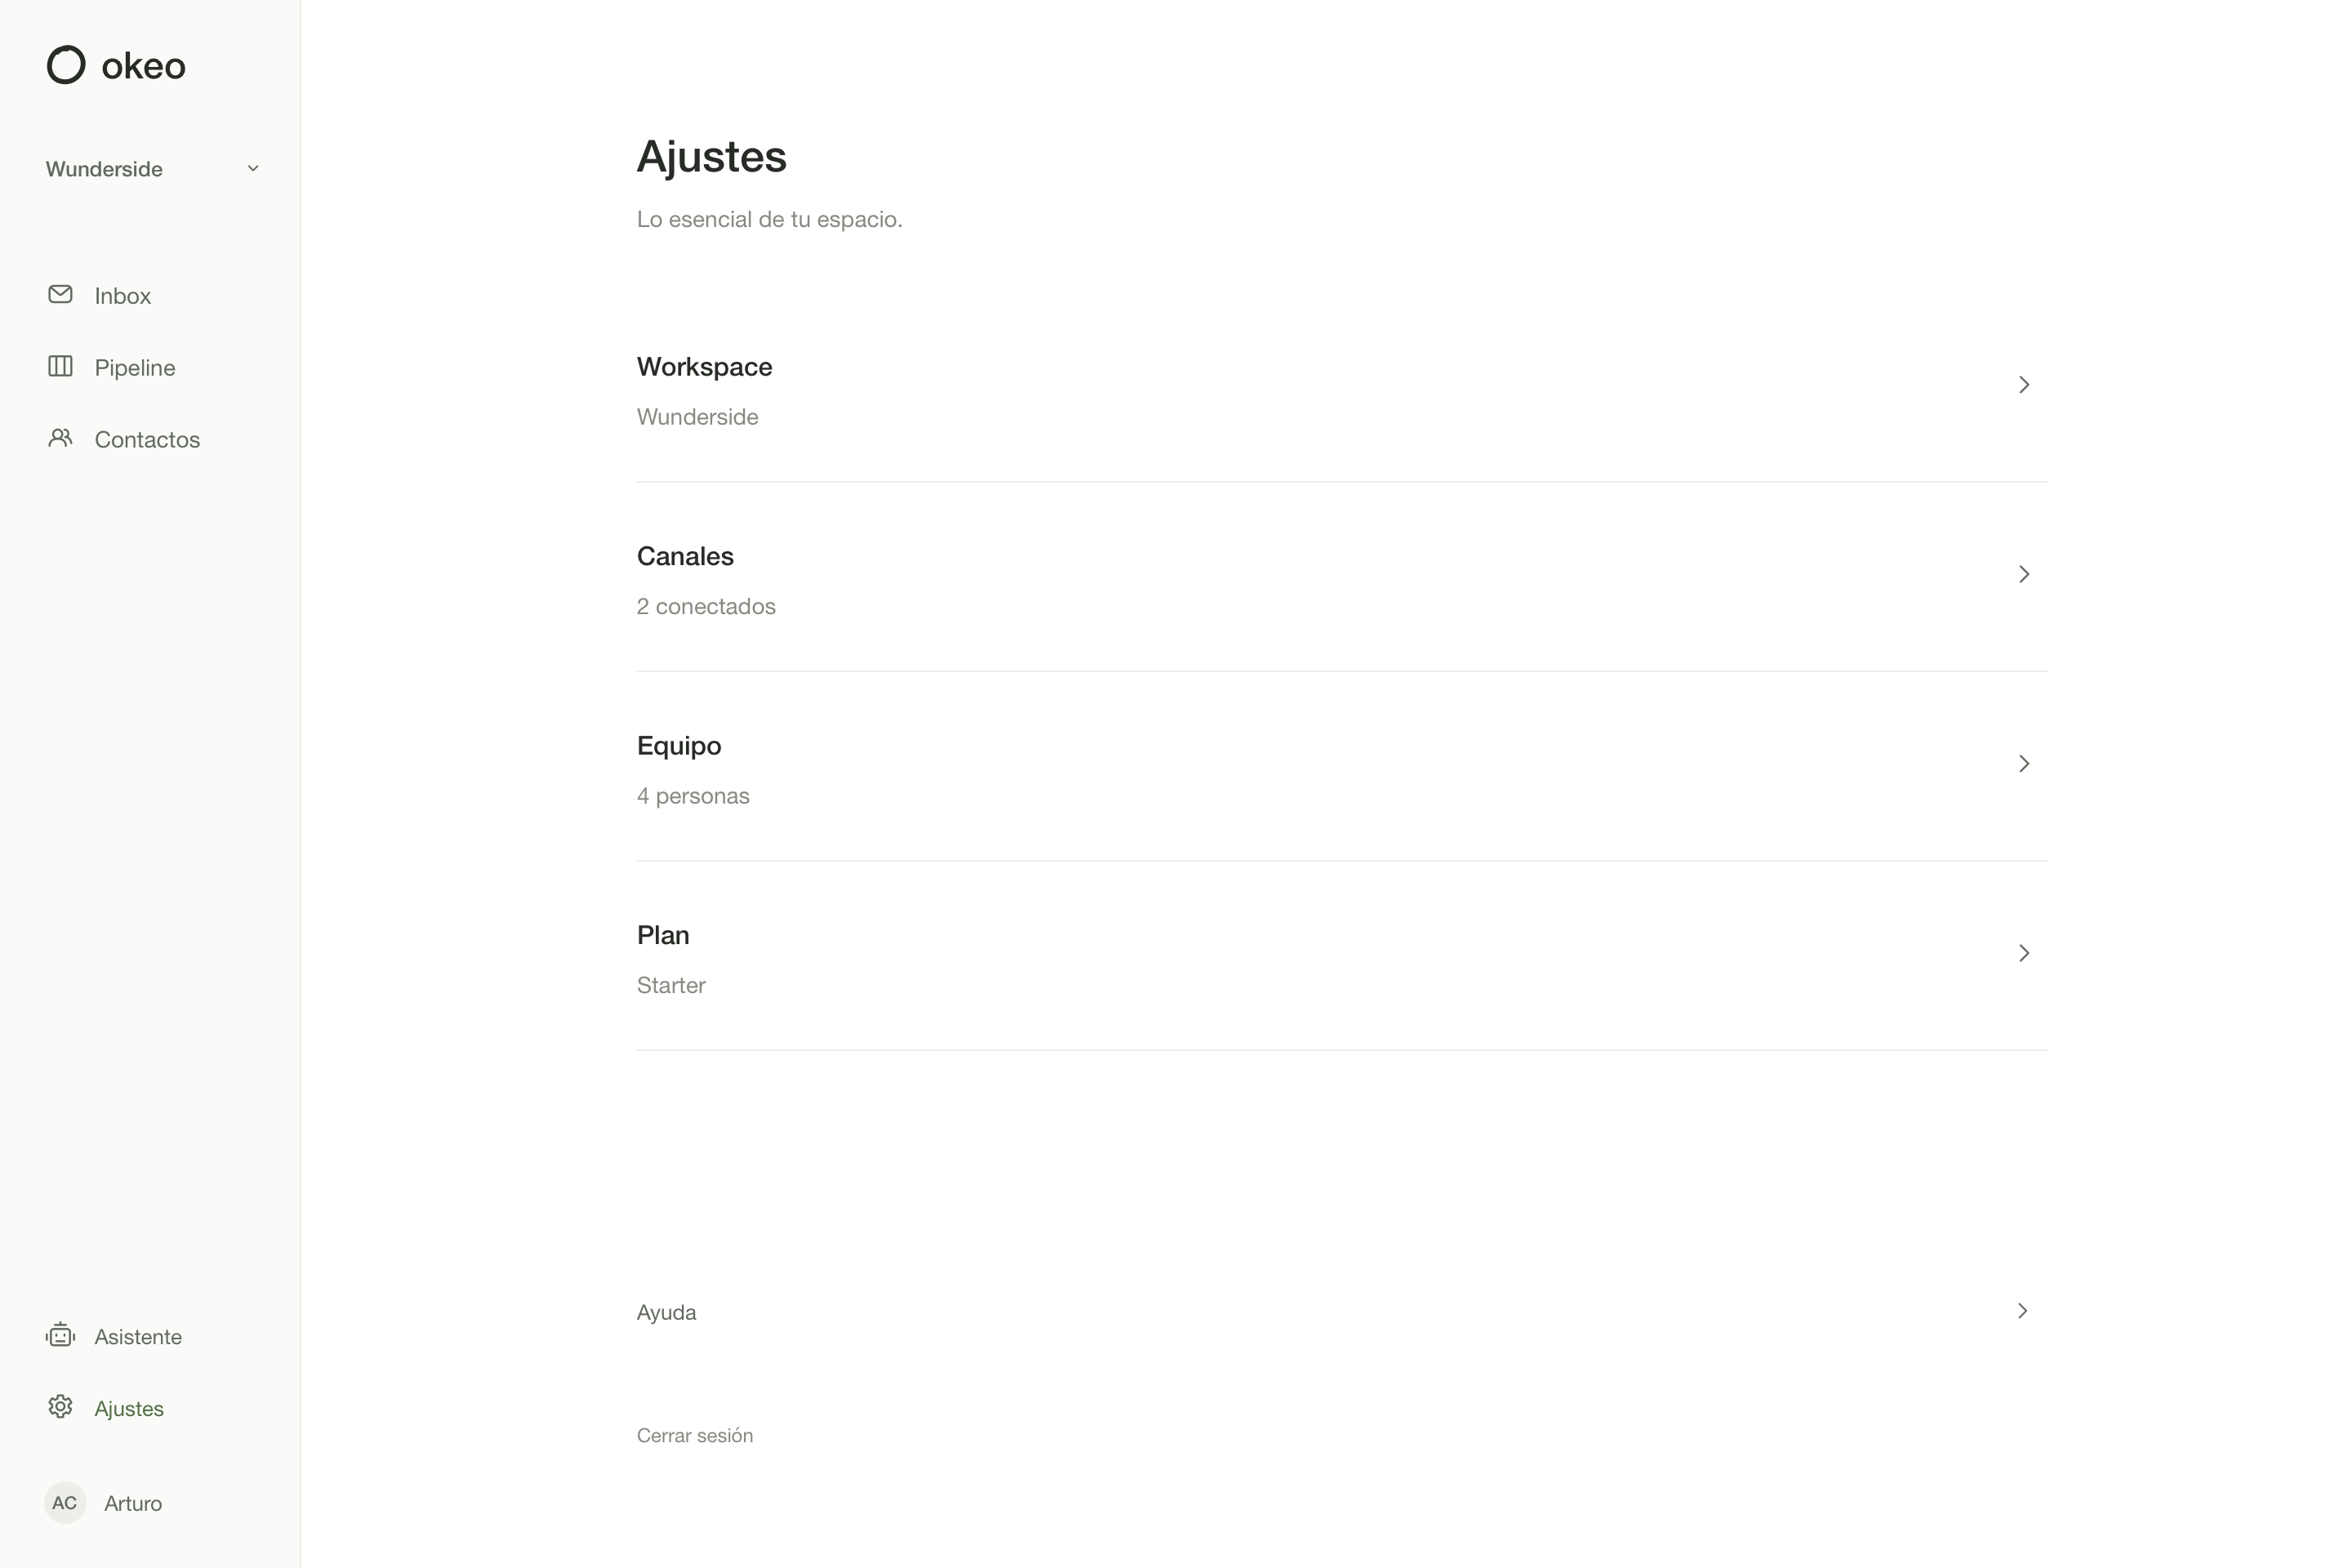 okeo
Wunderside
Inbox
Pipeline
Contactos
Asistente
Ajustes
AC
Arturo
Ajustes
Lo esencial de tu espacio.
Workspace
Wunderside
Canales
2 conectados
Equipo
4 personas
Plan
Starter
Ayuda
Cerrar sesión